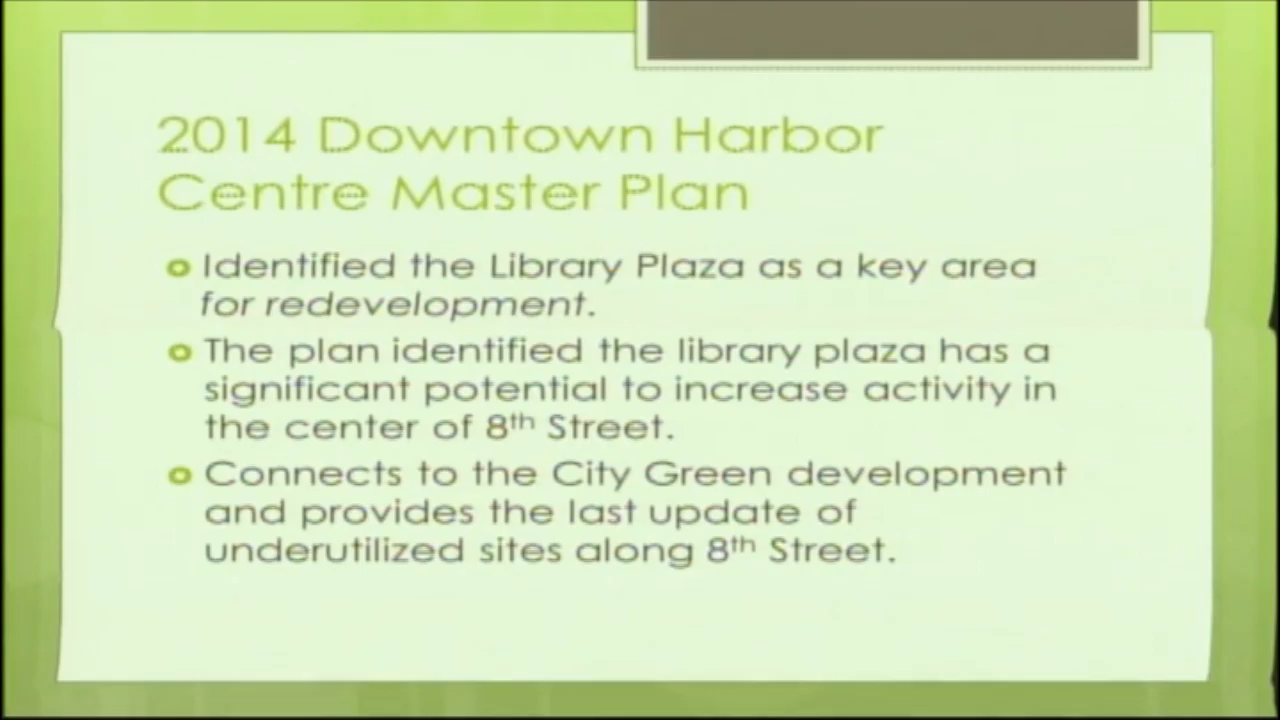 2014 Downtown Harbor
Centre Master Plan
Identified the Library Plaza as a key area
for redevelopment.
The plan identified the library plaza has a
significant potential to increase activity in
the center of 8th Street.
Connects to the City Green development
and provides the last update of
underutilized sites along 8th Street.